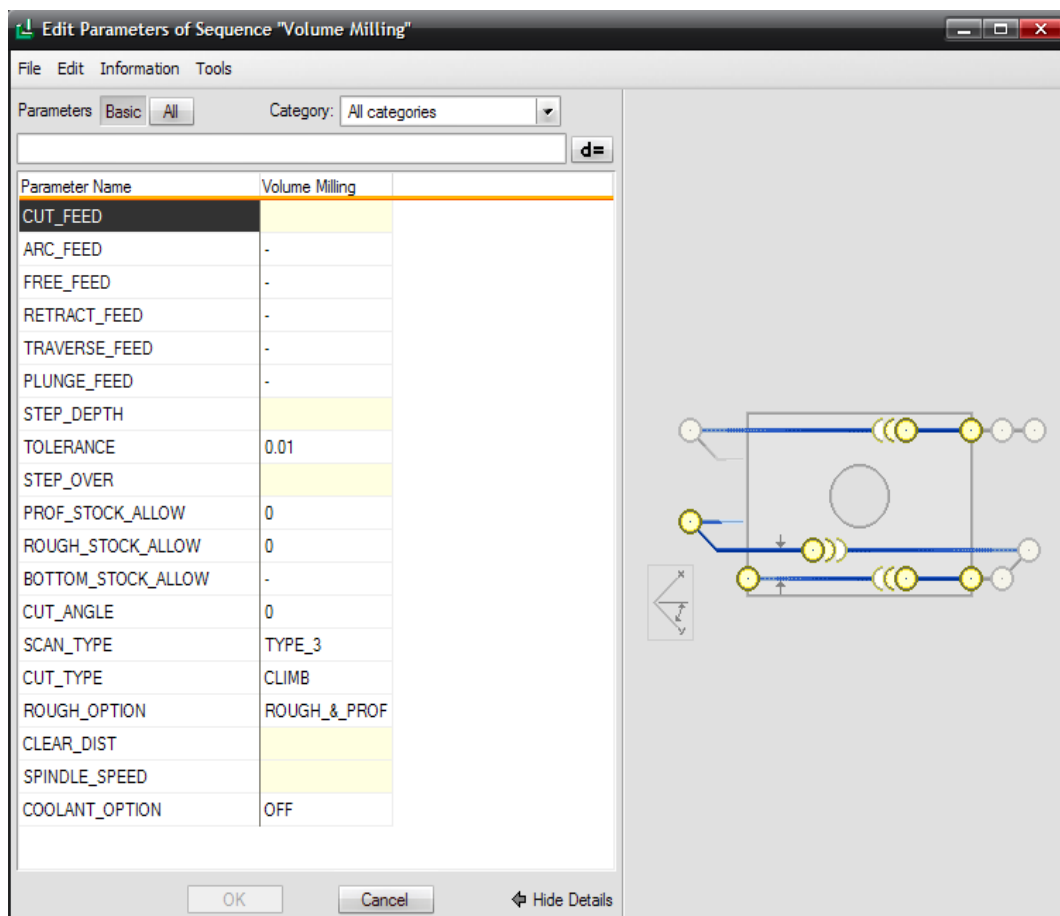 Edit Parameters of Sequence "Volume Milling"
File Edit Information Tools
Parameters Basic All Category: All categories
d=
Parameter Name Volume Milling
CUT_FEED
ARC_FEED -
FREE_FEED -
RETRACT_FEED -
TRAVERSE_FEED -
PLUNGE_FEED -
STEP_DEPTH
TOLERANCE 0.01
STEP_OVER
PROF_STOCK_ALLOW 0
ROUGH_STOCK_ALLOW 0
BOTTOM_STOCK_ALLOW -
CUT_ANGLE 0
SCAN_TYPE TYPE_3
CUT_TYPE CLIMB
ROUGH_OPTION ROUGH_&_PROF
CLEAR_DIST
SPINDLE_SPEED
COOLANT_OPTION OFF
x
y
OK Cancel Hide Details